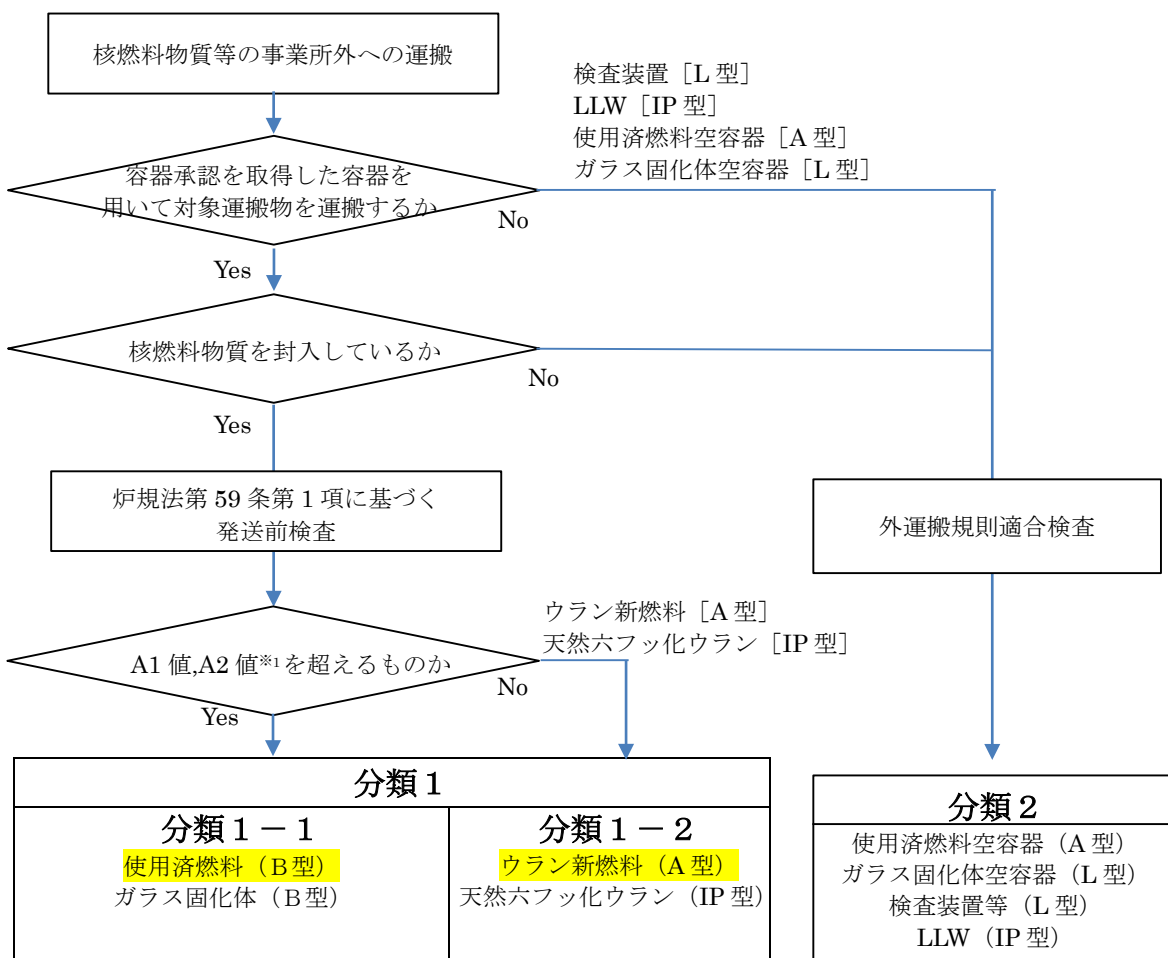 核燃料物質等の事業所外への運搬
検査装置［L 型］
LLW［IP 型］
使用済燃料空容器［A 型］
ガラス固化体空容器［L 型］
容器承認を取得した容器を
用いて対象運搬物を運搬するか
No
Yes
核燃料物質を封入しているか
No
Yes
炉規法第 59 条第 1 項に基づく
発送前検査
外運搬規則適合検査
ウラン新燃料［A 型］
天然六フッ化ウラン［IP 型］
A1 値,A2 値※1を超えるものか
No
Yes
分類１
分類１－１
使用済燃料（B 型）
ガラス固化体（B 型）
分類１－２
ウラン新燃料（A 型）
天然六フッ化ウラン（IP 型）
分類２
使用済燃料空容器（A 型）
ガラス固化体空容器（L 型）
検査装置等（L 型）
LLW（IP 型）